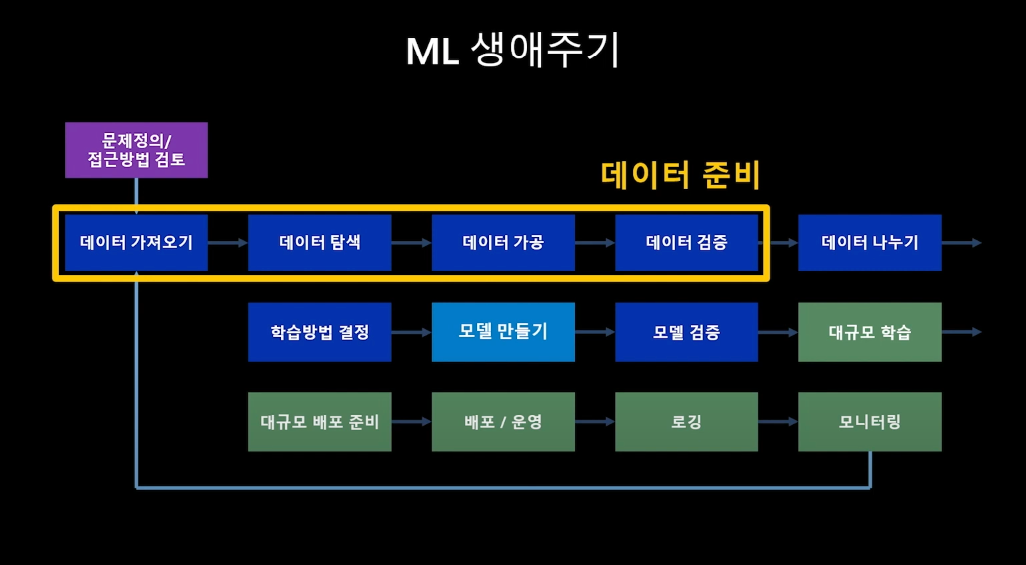 ML 생애주기
문제정의/
접근방법 검토
데이터 준비
데이터 가져오기
데이터 탐색
데이터 가공
데이터 검증
데이터 나누기
학습방법 결정
모델 만들기
모델 검증
대규모 학습
대규모 배포 준비
배포 / 운영
로깅
모니터링